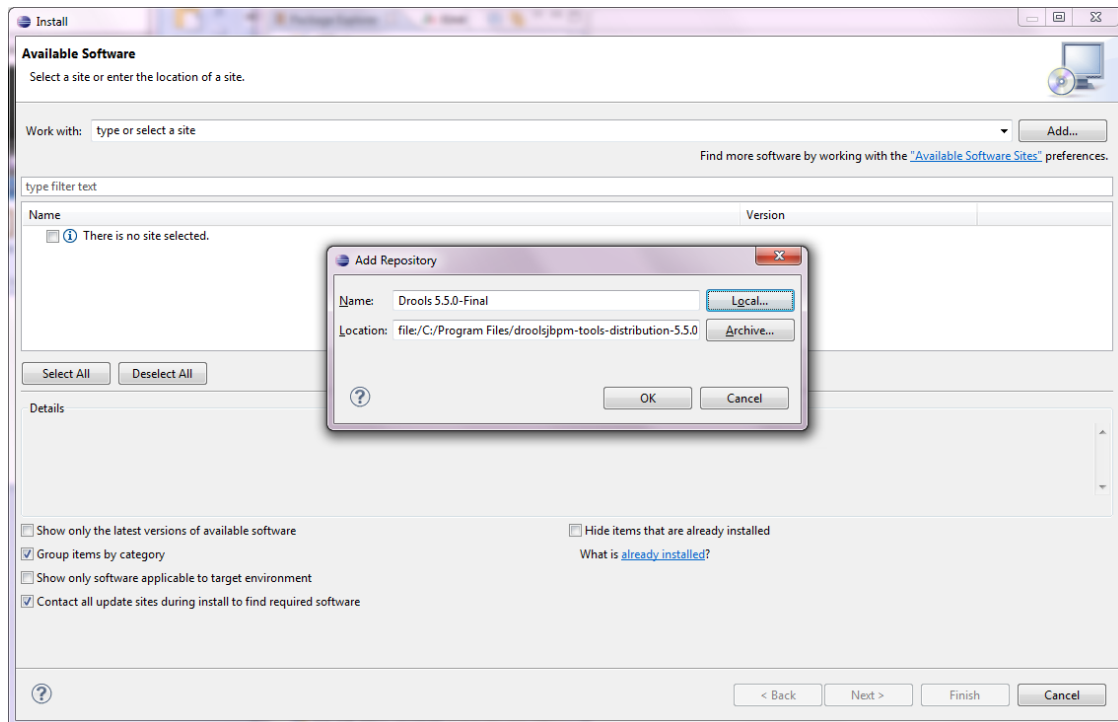 Install
Available Software
Select a site or enter the location of a site.
Work with: type or select a site Add...
Find more software by working with the "Available Software Sites" preferences.
type filter text
Name Version
There is no site selected.
Add Repository
Name: Drools 5.5.0-Final Local...
Location: file:/C:/Program Files/droolsjbpm-tools-distribution-5.5.0 Archive...
OK Cancel
Select All Deselect All
Details
Show only the latest versions of available software Hide items that are already installed
Group items by category What is already installed?
Show only software applicable to target environment
Contact all update sites during install to find required software
< Back Next > Finish Cancel